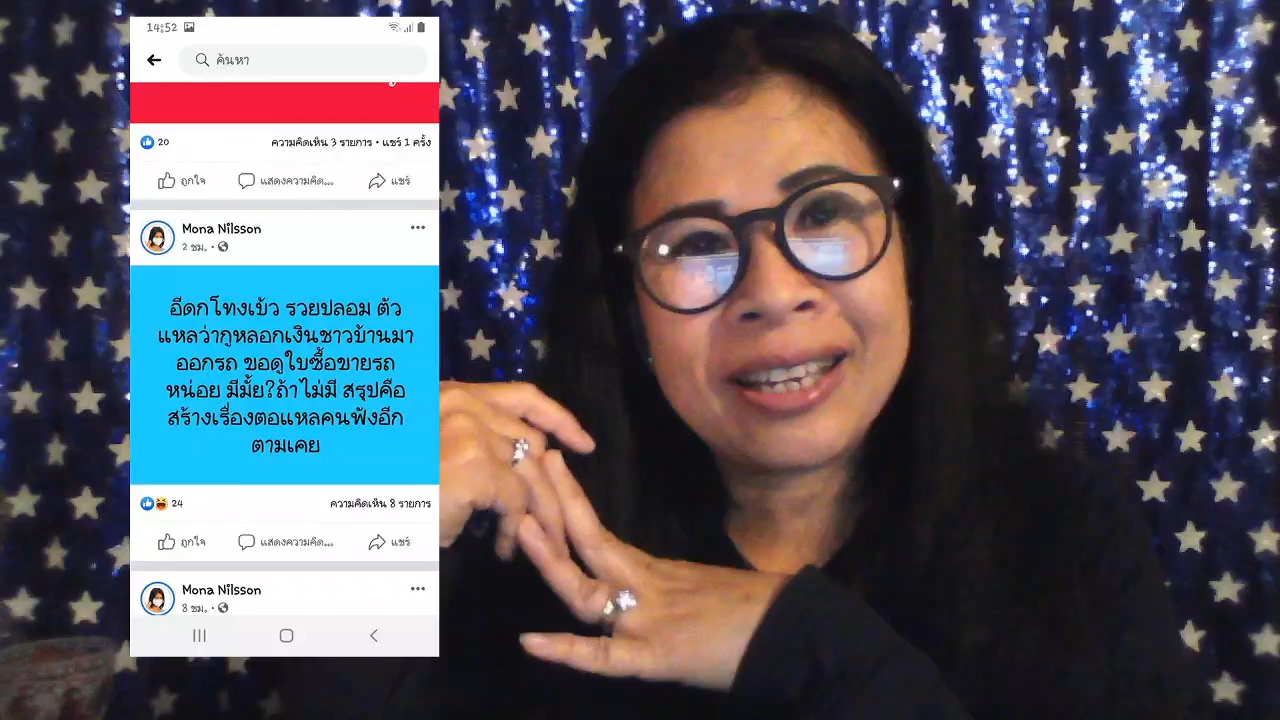 14:52
ค้นหา
20
ความคิดเห็น 3 รายการ • แชร์ 1 ครั้ง
ถูกใจ
แสดงความคิด...
แชร์
Mona Nilsson
2 ชม. •
อีดกโทงเบ้ว รวยปลอม ตัว
แหลว่ากูหลอกเงินชาวบ้านมา
ออกรถ ขอดูใบซื้อขายรถ
หน่อย มีมั้ย?ถ้าไม่มี สรุปคือ
สร้างเรื่องตอแหลคนฟังอีก
ตามเคย
24
ความคิดเห็น 8 รายการ
ถูกใจ
แสดงความคิด...
แชร์
Mona Nilsson
8 ชม. •